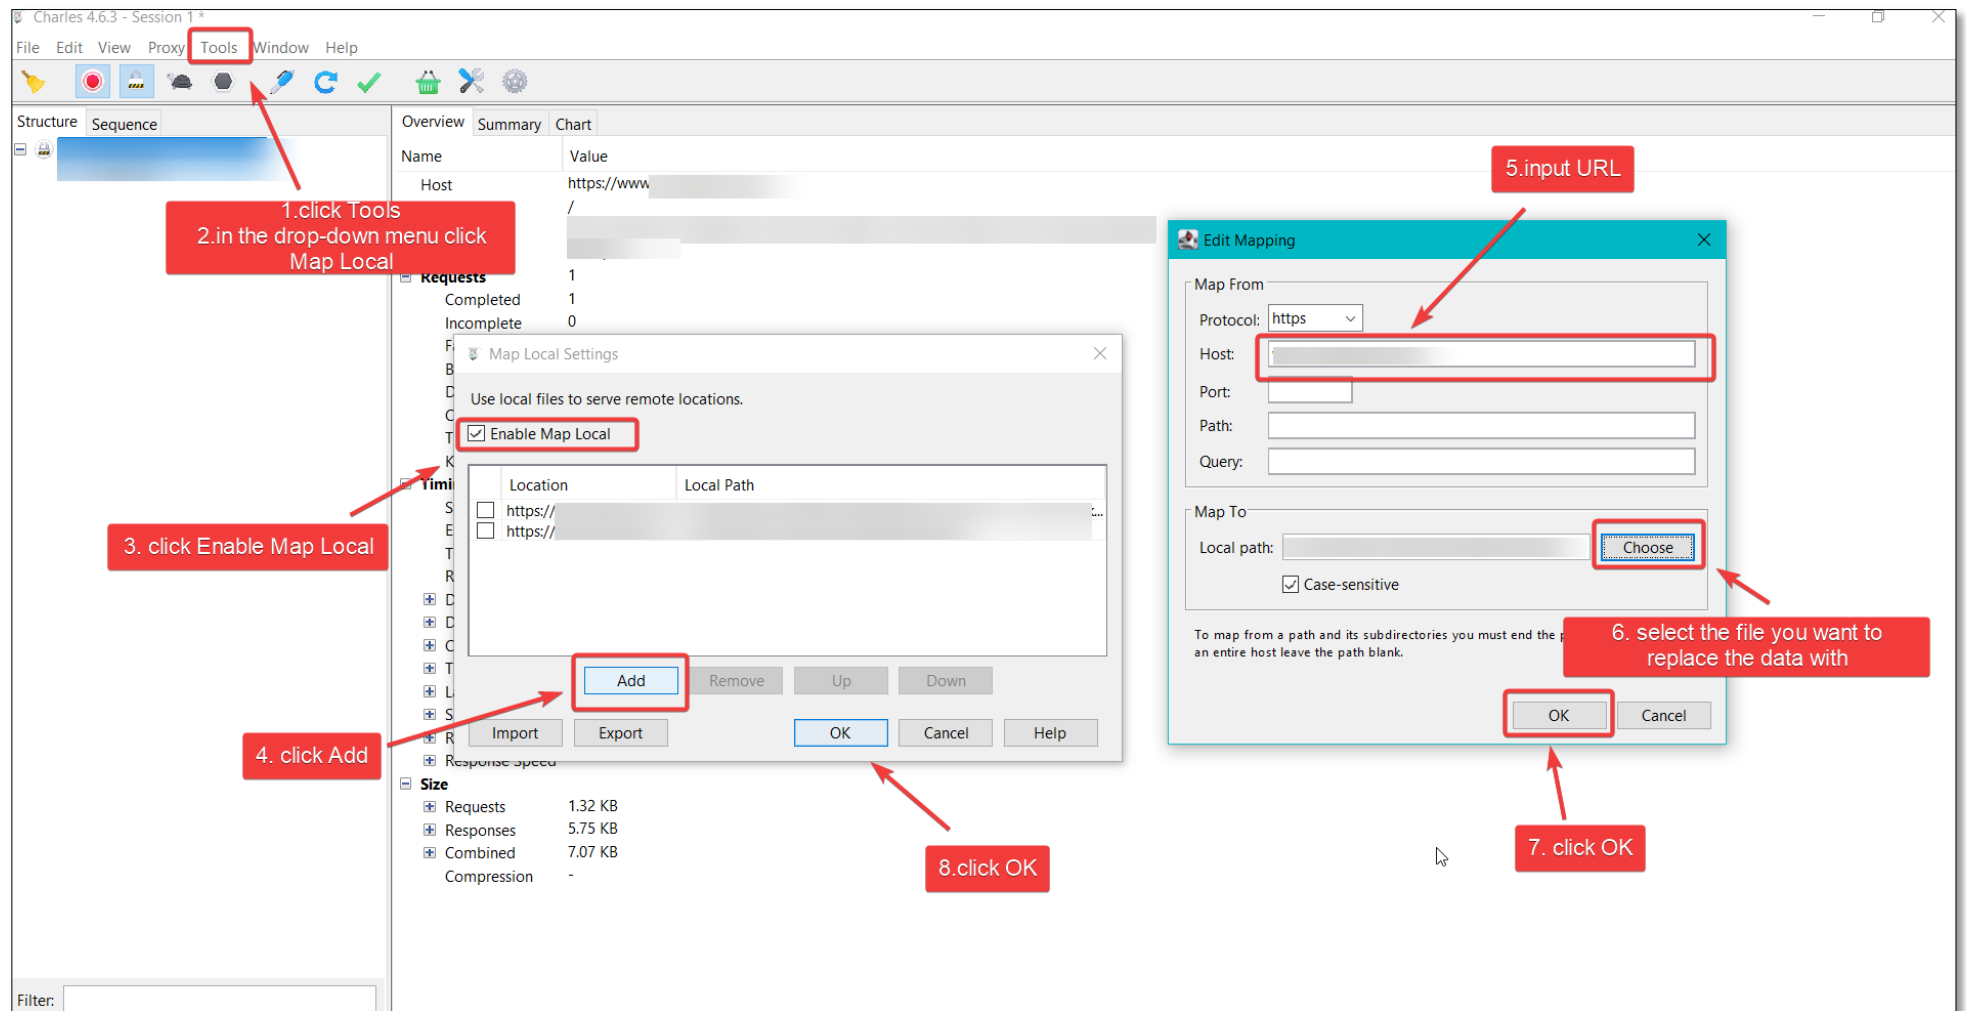 Charles 4.6.3 - Session 1 *
File Edit View Proxy Tools Window Help
Structure Sequence
Overview Summary Chart
Name Value
Host https://www
/
1.click Tools
2.in the drop-down menu click
Map Local
Requests 1
Completed 1
Incomplete 0
F
B
D
C
T
K
Timi
S
E
T
R
D
D
C
T
L
S
R
Response Speed
Size
Requests 1.32 KB
Responses 5.75 KB
Combined 7.07 KB
Compression -
Filter:
Map Local Settings
Use local files to serve remote locations.
Enable Map Local
Location Local Path
https://
https://
Add Remove Up Down
Import Export OK Cancel Help
3. click Enable Map Local
4. click Add
8.click OK
5.input URL
Edit Mapping
Map From
Protocol: https
Host:
Port:
Path:
Query:
Map To
Local path: Choose
Case-sensitive
To map from a path and its subdirectories you must end the
an entire host leave the path blank.
6. select the file you want to
replace the data with
OK Cancel
7. click OK